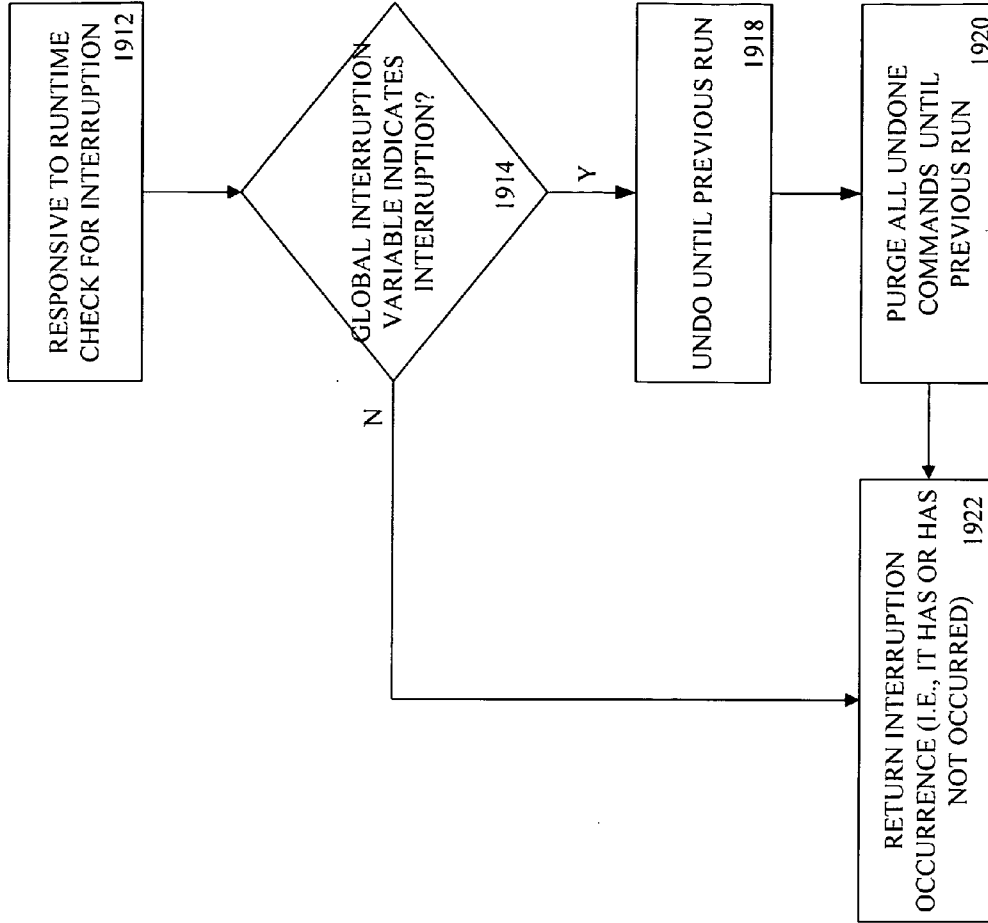 RESPONSIVE TO RUNTIME
CHECK FOR INTERRUPTION
1912
GLOBAL INTERRUPTION
VARIABLE INDICATES
INTERRUPTION?
1914
N
Y
UNDO UNTIL PREVIOUS RUN
1918
PURGE ALL UNDONE
COMMANDS UNTIL
PREVIOUS RUN
1920
RETURN INTERRUPTION
OCCURRENCE (I.E., IT HAS OR HAS
NOT OCCURRED)
1922